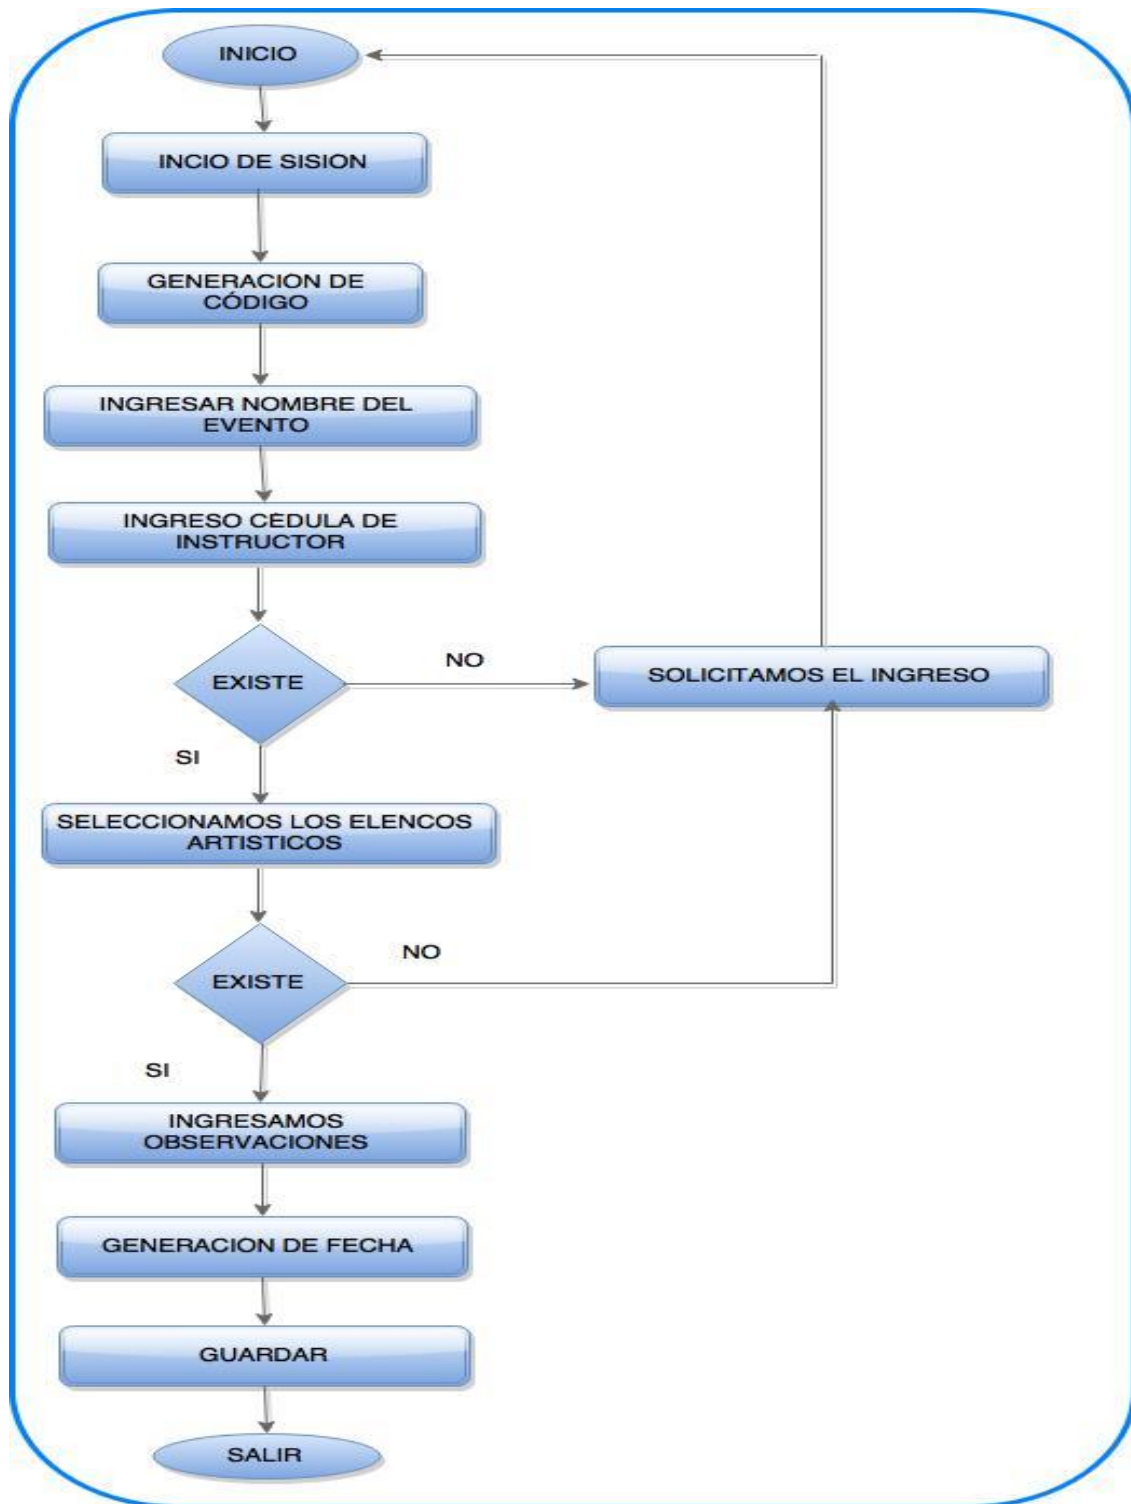 INICIO
INCIO DE SISION
GENERACION DE
CÓDIGO
INGRESAR NOMBRE DEL
EVENTO
INGRESO CEDULA DE
INSTRUCTOR
EXISTE
NO
SOLICITAMOS EL INGRESO
SI
SELECCIONAMOS LOS ELENCOS
ARTISTICOS
EXISTE
NO
SI
INGRESAMOS
OBSERVACIONES
GENERACION DE FECHA
GUARDAR
SALIR